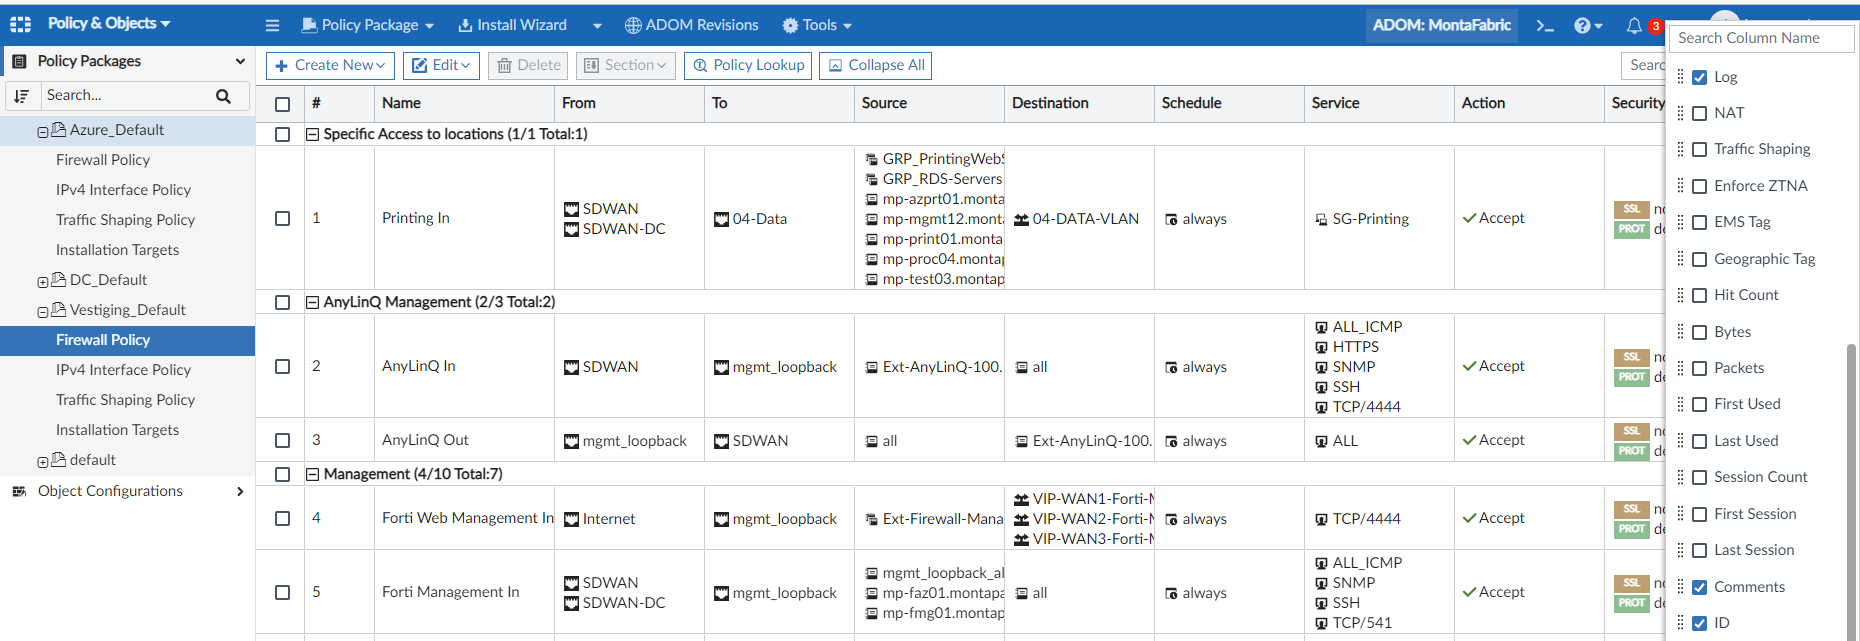 Policy & Objects
Policy Package
Install Wizard
ADOM Revisions
Tools
ADOM: MontaFabric
3
Policy Packages
Search...
Azure_Default
Firewall Policy
IPv4 Interface Policy
Traffic Shaping Policy
Installation Targets
DC_Default
Vestiging_Default
Firewall Policy
IPv4 Interface Policy
Traffic Shaping Policy
Installation Targets
default
Object Configurations
Create New Edit Delete Section Policy Lookup Collapse All Searc
# Name From To Source Destination Schedule Service Action Security
Specific Access to locations (1/1 Total:1)
1 Printing In
SDWAN
SDWAN-DC
04-Data
GRP_PrintingWebS
GRP_RDS-Servers
mp-azprt01.monta
mp-mgmt12.monta
mp-print01.monta
mp-proc04.montap
mp-test03.montap
04-DATA-VLAN
always
SG-Printing
Accept
SSL no
PROT de
AnyLinQ Management (2/3 Total:2)
2 AnyLinQ In
SDWAN
mgmt_loopback
Ext-AnyLinQ-100.
all
always
ALL_ICMP
HTTPS
SNMP
SSH
TCP/4444
Accept
SSL no
PROT de
3 AnyLinQ Out
mgmt_loopback
SDWAN
all
Ext-AnyLinQ-100.
always
ALL
Accept
SSL no
PROT de
Management (4/10 Total:7)
4 Forti Web Management In
Internet
mgmt_loopback
Ext-Firewall-Mana
VIP-WAN1-Forti-M
VIP-WAN2-Forti-M
VIP-WAN3-Forti-M
always
TCP/4444
Accept
SSL no
PROT de
5 Forti Management In
SDWAN
SDWAN-DC
mgmt_loopback
mgmt_loopback_al
mp-faz01.montapa
mp-fmg01.montap
all
always
ALL_ICMP
SNMP
SSH
TCP/541
Accept
SSL no
PROT de
Search Column Name
Log
NAT
Traffic Shaping
Enforce ZTNA
EMS Tag
Geographic Tag
Hit Count
Bytes
Packets
First Used
Last Used
Session Count
First Session
Last Session
Comments
ID